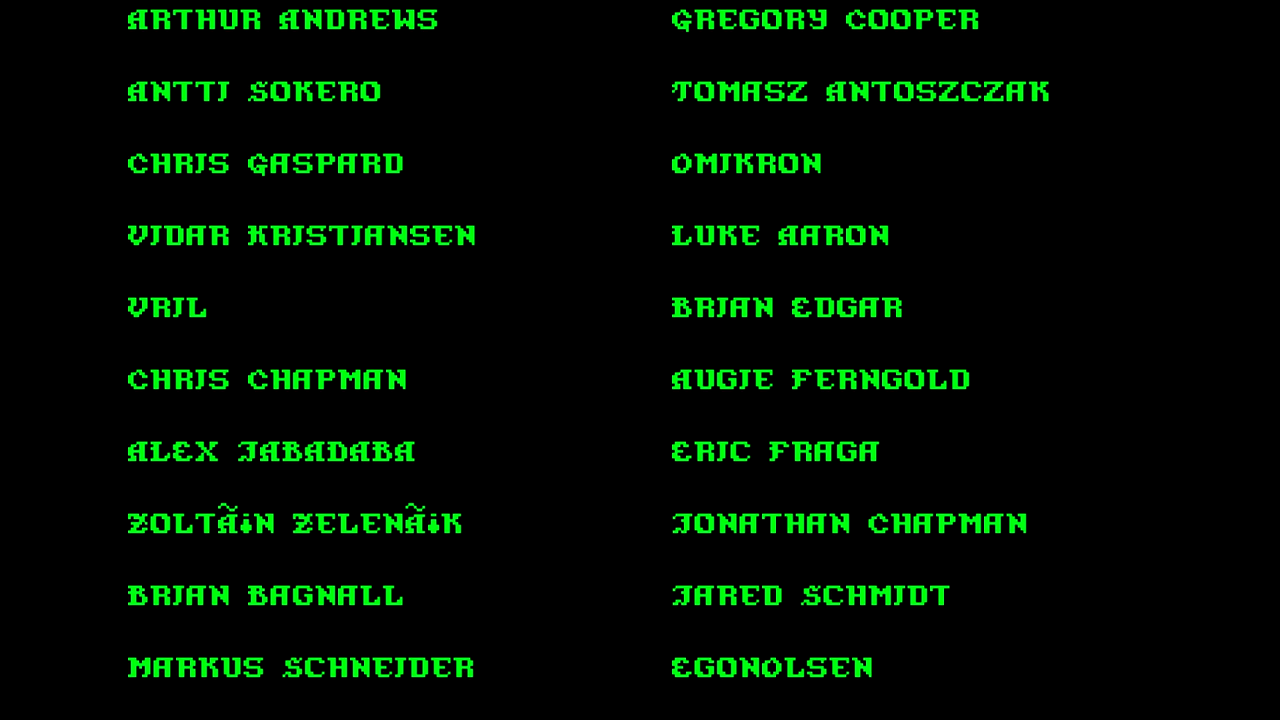 ARTHUR ANDREWS
GREGORY COOPER
ANTTI SOKERO
TOMASZ ANTOSZCZAK
CHRIS GASPARD
OMIKRON
VIDAR KRISTIANSEN
LUKE AARON
VRIL
BRIAN EDGAR
CHRIS CHAPMAN
AUGIE FERNGOLD
ALEX JABADABA
ERIC FRAGA
ZOLTÃ¡N ZELENÃ¡K
JONATHAN CHAPMAN
BRIAN BAGNALL
JARED SCHMIDT
MARKUS SCHNEIDER
EGONOLSEN